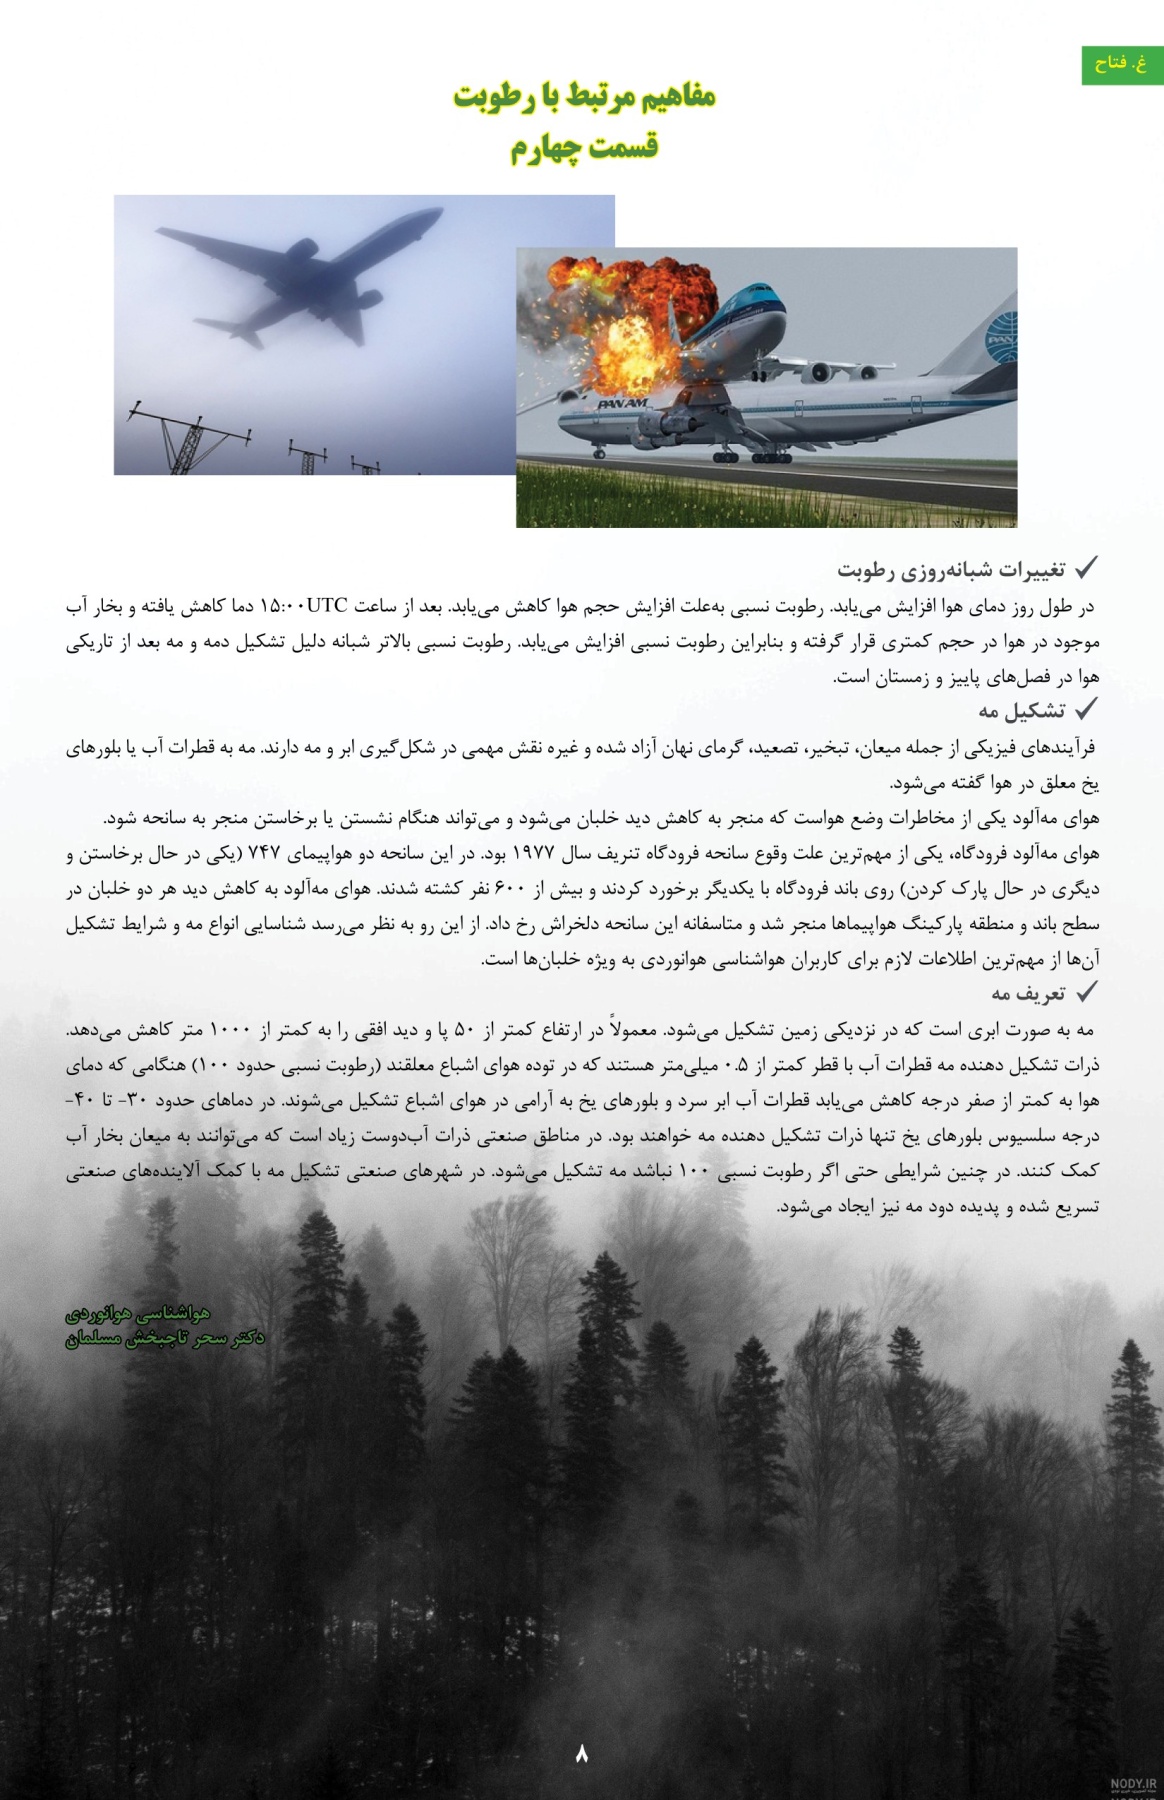 غ. فتاح
مفاهیم مرتبط با رطوبت
قسمت چهارم
PAN AM
PAN AM
✓ تغییرات شبانه‌روزی رطوبت
در طول روز دمای هوا افزایش می‌یابد. رطوبت نسبی به‌علت افزایش حجم هوا کاهش می‌یابد. بعد از ساعت ۱۵:۰۰UTC دما کاهش یافته و بخار آب
موجود در هوا در حجم کمتری قرار گرفته و بنابراین رطوبت نسبی افزایش می‌یابد. رطوبت نسبی بالاتر شبانه دلیل تشکیل دمه و مه بعد از تاریکی
هوا در فصل‌های پاییز و زمستان است.
✓ تشکیل مه
فرآیندهای فیزیکی از جمله میعان، تبخیر، تصعید، گرمای نهان آزاد شده و غیره نقش مهمی در شکل‌گیری ابر و مه دارند. مه به قطرات آب یا بلورهای
یخ معلق در هوا گفته می‌شود.
هوای مه‌آلود یکی از مخاطرات وضع هواست که منجر به کاهش دید خلبان می‌شود و می‌تواند هنگام نشستن یا برخاستن منجر به سانحه شود.
هوای مه‌آلود فرودگاه، یکی از مهم‌ترین علت وقوع سانحه فرودگاه تنریف سال ۱۹۷۷ بود. در این سانحه دو هواپیمای ۷۴۷ (یکی در حال برخاستن و
دیگری در حال پارک کردن) روی باند فرودگاه با یکدیگر برخورد کردند و بیش از ۶۰۰ نفر کشته شدند. هوای مه‌آلود به کاهش دید هر دو خلبان در
سطح باند و منطقه پارکینگ هواپیماها منجر شد و متاسفانه این سانحه دلخراش رخ داد. از این رو به نظر می‌رسد شناسایی انواع مه و شرایط تشکیل
آن‌ها از مهم‌ترین اطلاعات لازم برای کاربران هواشناسی هوانوردی به ویژه خلبان‌ها است.
✓ تعریف مه
مه به صورت ابری است که در نزدیکی زمین تشکیل می‌شود. معمولاً در ارتفاع کمتر از ۵۰ پا و دید افقی را به کمتر از ۱۰۰۰ متر کاهش می‌دهد.
ذرات تشکیل دهنده مه قطرات آب با قطر کمتر از ۰.۵ میلی‌متر هستند که در توده هوای اشباع معلقند (رطوبت نسبی حدود ۱۰۰) هنگامی که دمای
هوا به کمتر از صفر درجه کاهش می‌یابد قطرات آب ابر سرد و بلورهای یخ به آرامی در هوای اشباع تشکیل می‌شوند. در دماهای حدود ۳۰- تا ۴۰-
درجه سلسیوس بلورهای یخ تنها ذرات تشکیل دهنده مه خواهند بود. در مناطق صنعتی ذرات آب‌دوست زیاد است که می‌توانند به میعان بخار آب
کمک کنند. در چنین شرایطی حتی اگر رطوبت نسبی ۱۰۰ نباشد مه تشکیل می‌شود. در شهرهای صنعتی تشکیل مه با کمک آلاینده‌های صنعتی
تسریع شده و پدیده دود مه نیز ایجاد می‌شود.
هواشناسی هوانوردی
دکتر سحر تاجبخش مسلمان
۸
NODY.IR